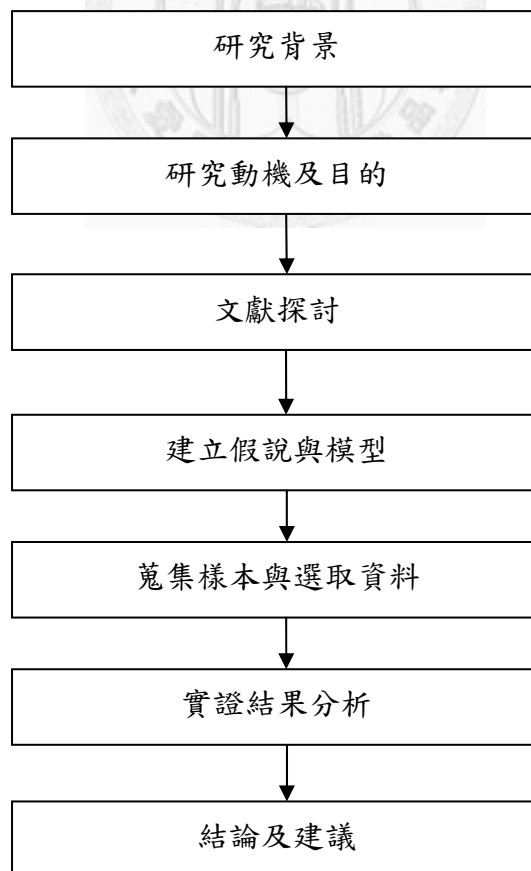 研究背景
研究動機及目的
文獻探討
建立假說與模型
蒐集樣本與選取資料
實證結果分析
結論及建議